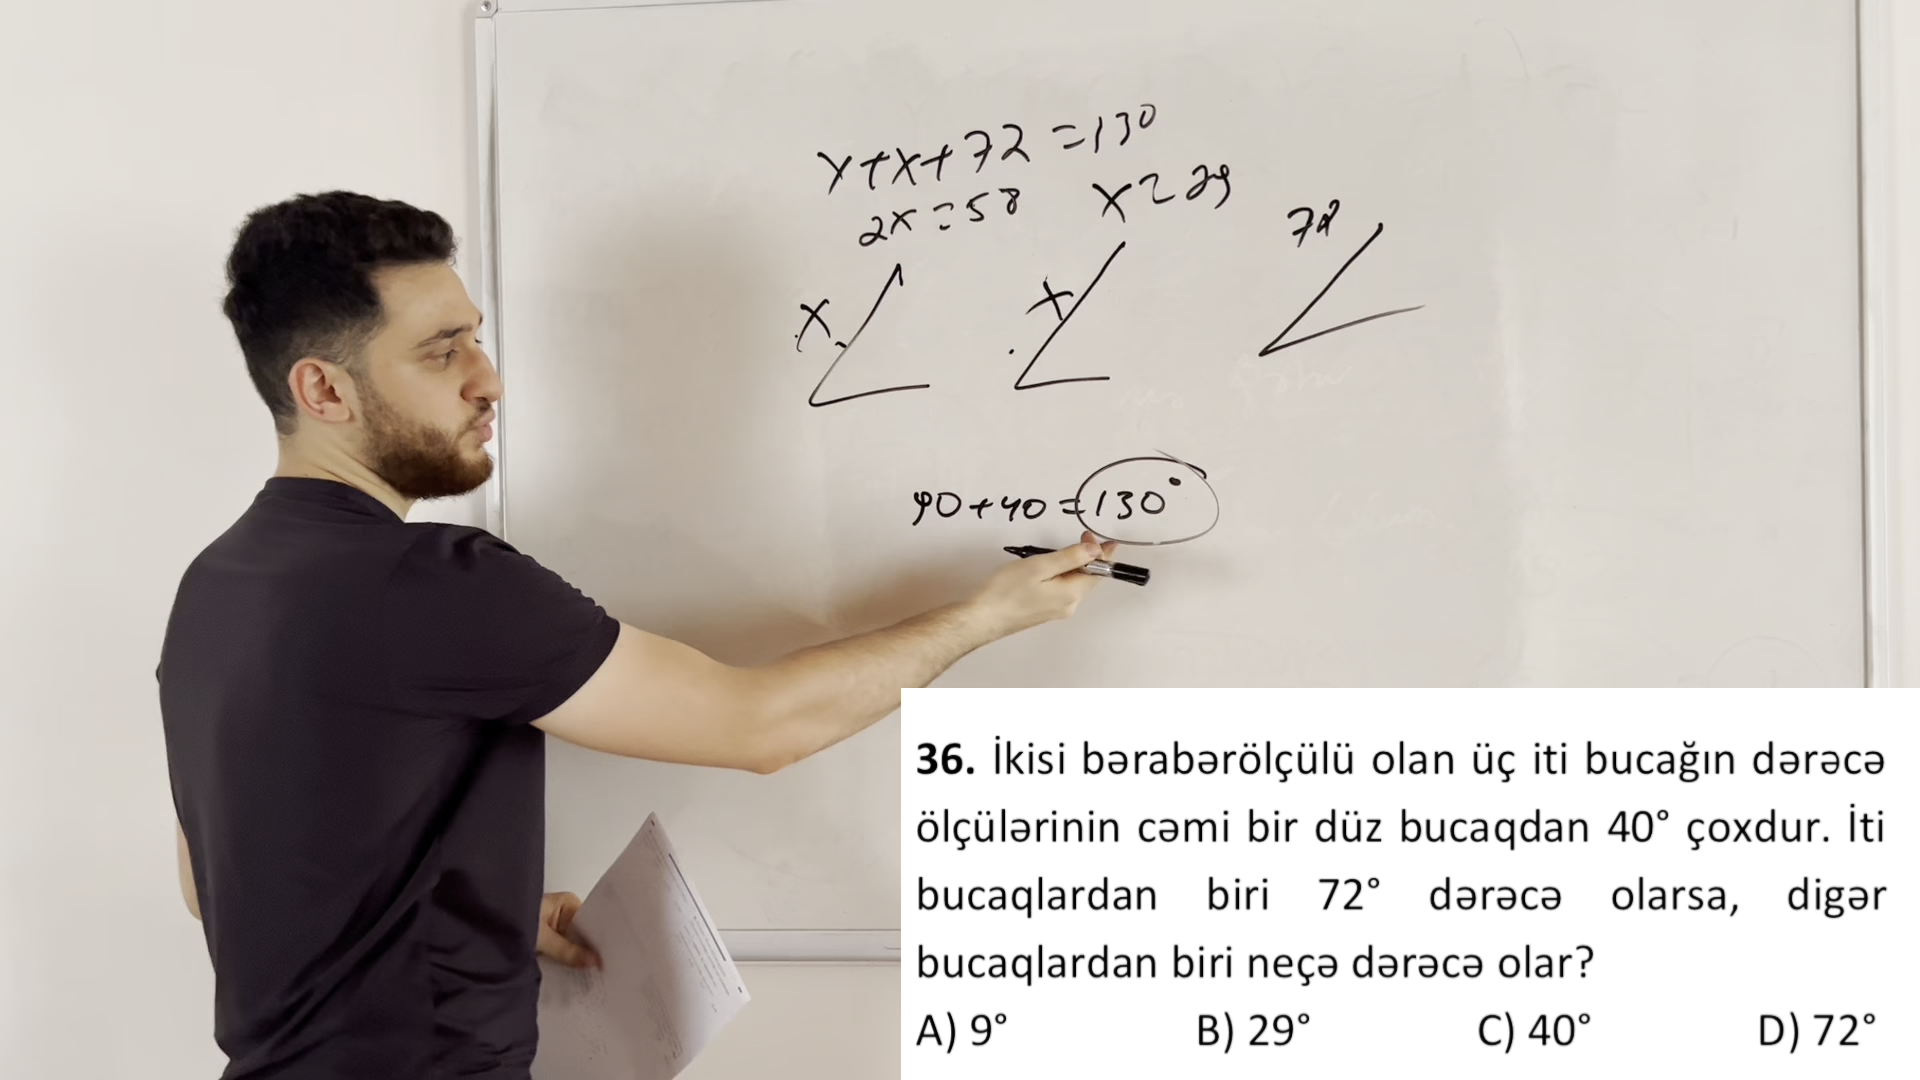 x+x+72=130
2x=58
x=29
x
x
72
90+40=130°
36. İkisi bərabərölçülü olan üç iti bucağın dərəcə
ölçülərinin cəmi bir düz bucaqdan 40° çoxdur. İti
bucaqlardan biri 72° dərəcə olarsa, digər
bucaqlardan biri neçə dərəcə olar?
A) 9° B) 29° C) 40° D) 72°